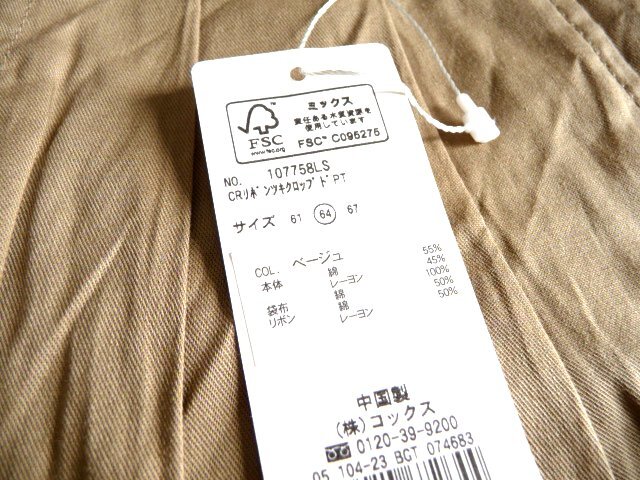 ミックス
責任ある木質資源を
使用しています
FSC™ C095275
FSC
www.fsc.org
NO. 107758LS
CRリボンツキクロップドPT
サイズ 61 64 67
COL. ベージュ
本体 綿 55%
レーヨン 45%
袋布 綿 100%
リボン 綿 50%
レーヨン 50%
中国製
(株)コックス
0120-39-9200
05 104-23 BGT 074683